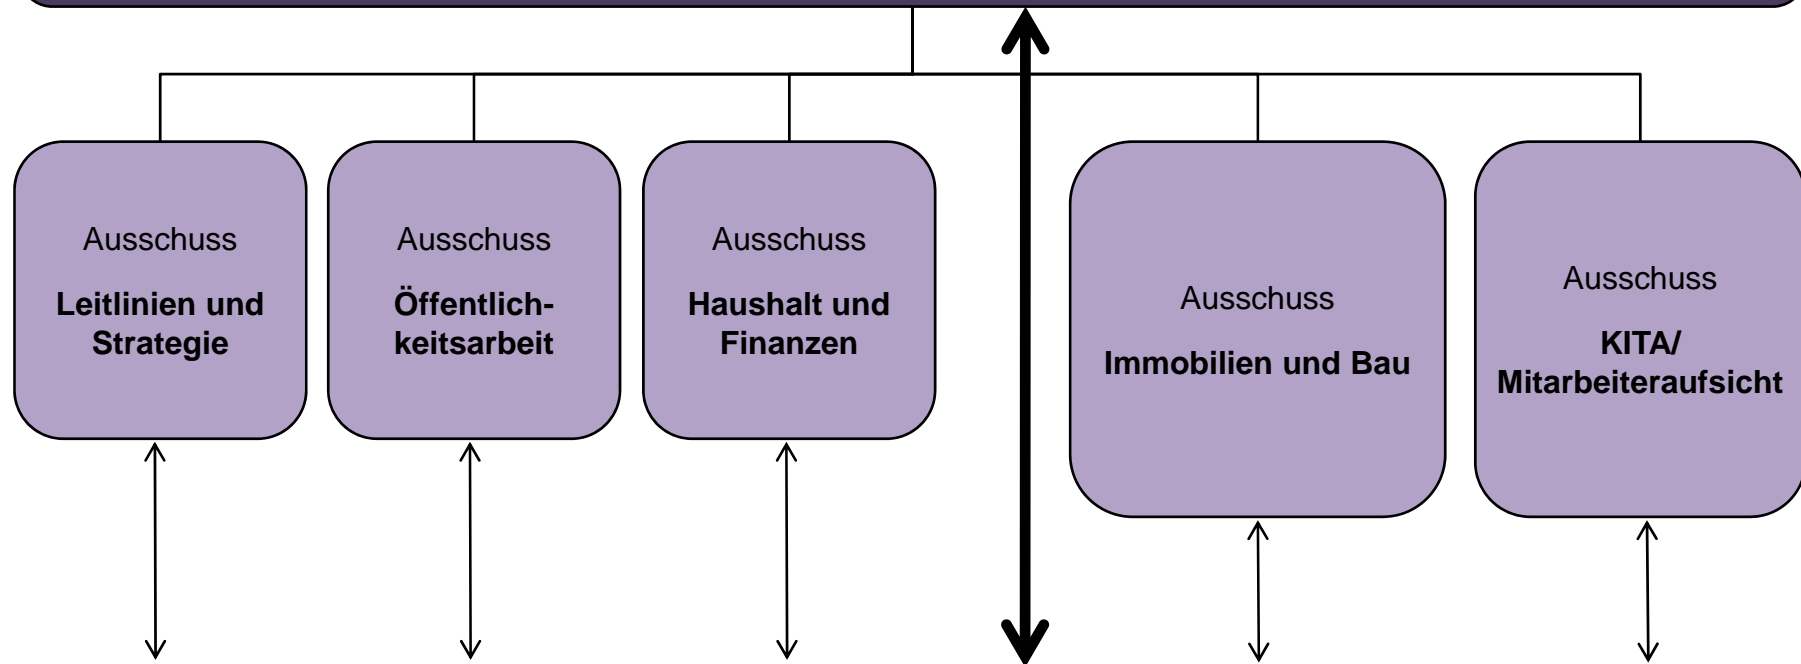 Ausschuss
Leitlinien und
Strategie
Ausschuss
Öffentlich-
keitsarbeit
Ausschuss
Haushalt und
Finanzen
Ausschuss
Immobilien und Bau
Ausschuss
KITA/
Mitarbeiteraufsicht